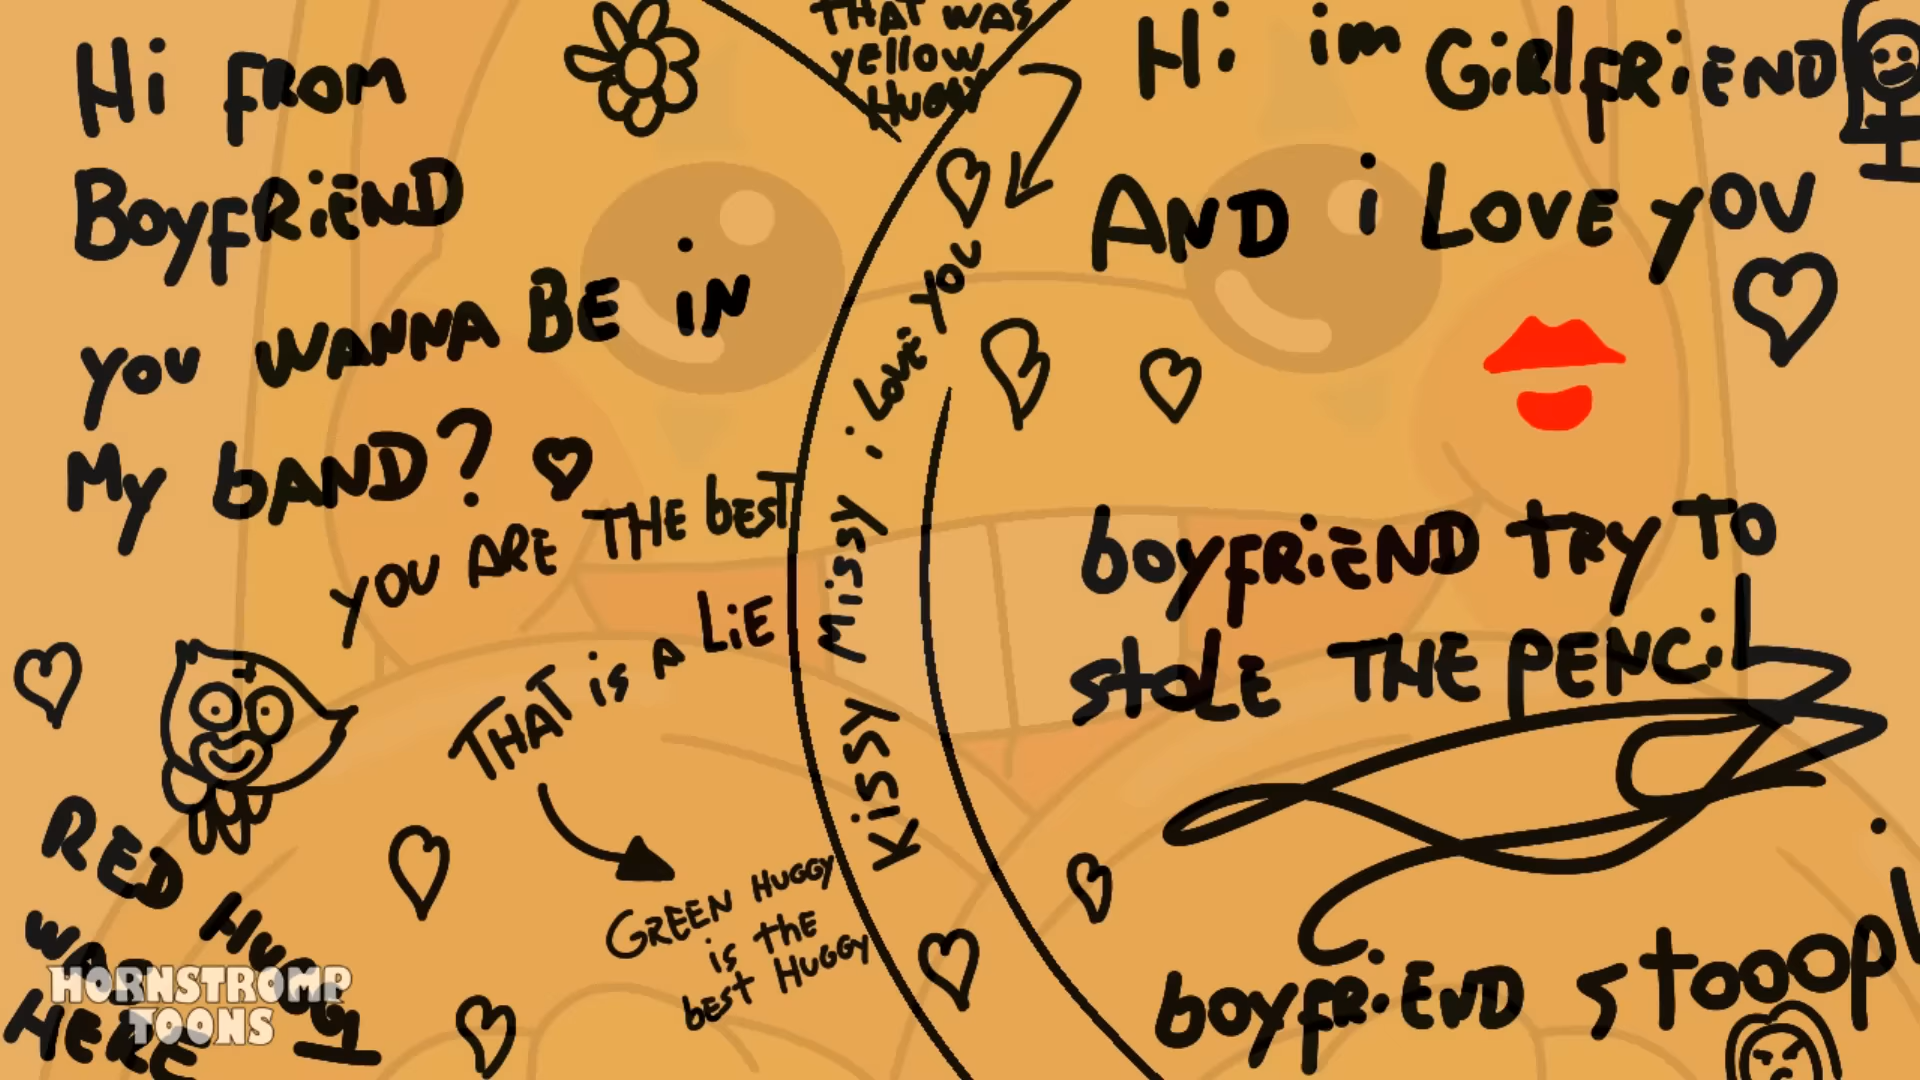 Hi FROM
BOYFRiEND
YOU WANNA BE iN
MY bAND?
YOU ARE THE best
THAT is A LiE
GREEN HUGGY
is the
best HUGGY
RED HUGGY
WAS
HERE
HORNSTROMP
TOONS
THAT WAS
yellow
HUGGY
Kissy Missy i Love YOU
Hi im GiRlfRiEND
AND i LOVE YOU
boyfRiEND TRY TO
stOLE THE PENCil
boyfRiEND stooop!